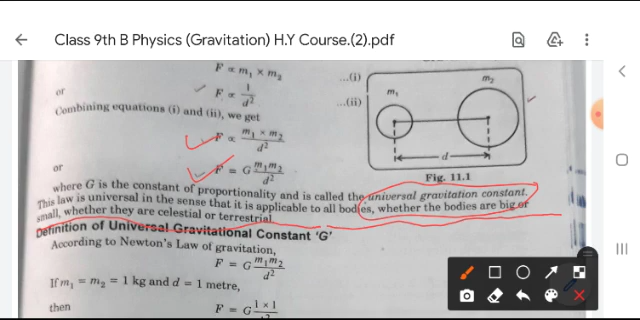 Class 9th B Physics (Gravitation) H.Y Course.(2).pdf
F ∝ m₁ × m₂ ...(i)
or F ∝ 1/d² ...(ii)
Combining equations (i) and (ii), we get
F ∝ m₁ × m₂/d²
or F = G m₁m₂/d²
m₁
m₂
d
Fig. 11.1
where G is the constant of proportionality and is called the universal gravitation constant.
This law is universal in the sense that it is applicable to all bodies, whether the bodies are big or
small, whether they are celestial or terrestrial
Definition of Universal Gravitational Constant 'G'
According to Newton's Law of gravitation,
F = G m₁m₂/d²
If m₁ = m₂ = 1 kg and d = 1 metre,
then F = G 1 × 1